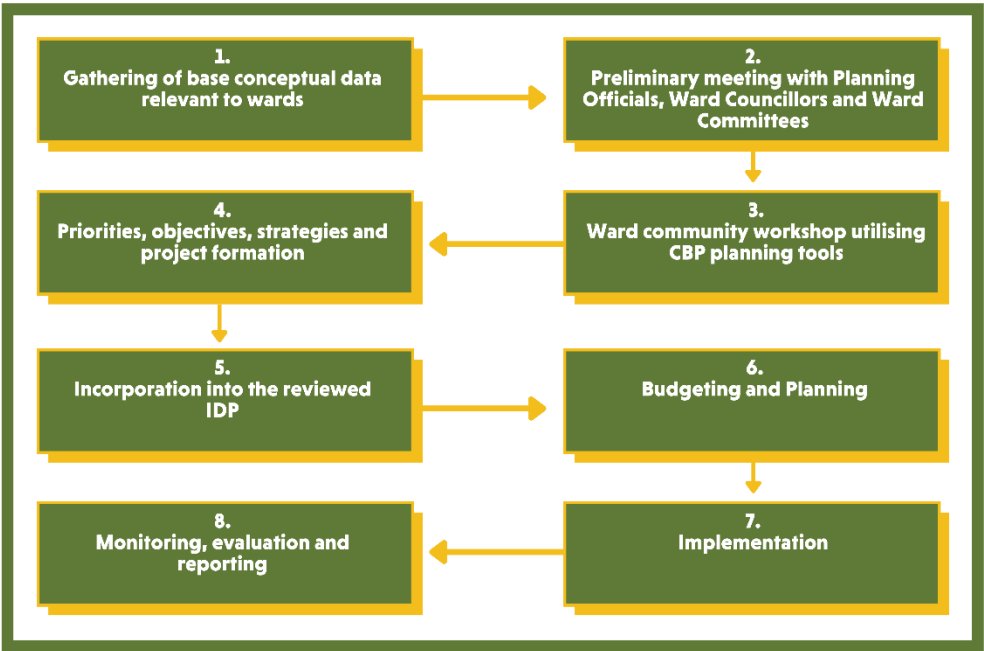 1.
Gathering of base conceptual data
relevant to wards
2.
Preliminary meeting with Planning
Officials, Ward Councillors and Ward
Committees
3.
Ward community workshop utilising
CBP planning tools
4.
Priorities, objectives, strategies and
project formation
5.
Incorporation into the reviewed
IDP
6.
Budgeting and Planning
7.
Implementation
8.
Monitoring, evaluation and
reporting